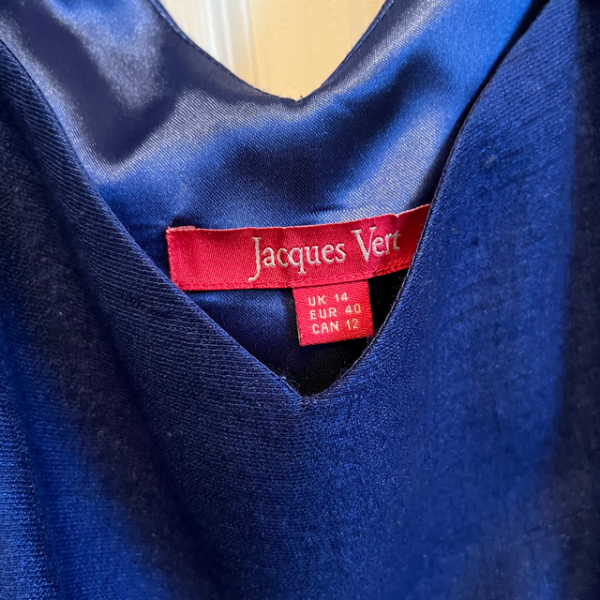 Jacques Vert
UK 14
EUR 40
CAN 12